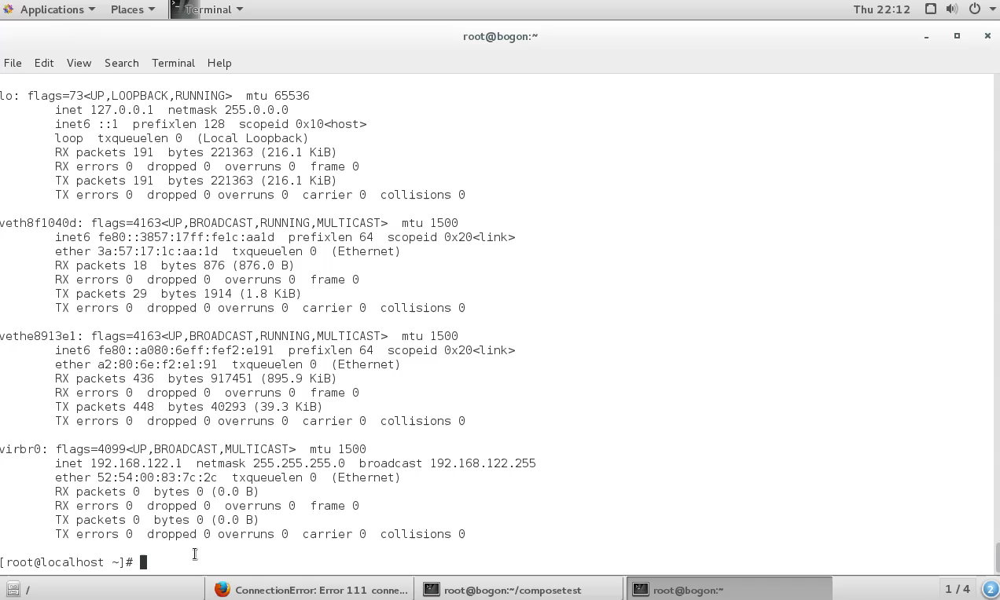 Applications Places Terminal Thu 22:12
root@bogon:~
File Edit View Search Terminal Help
lo: flags=73<UP,LOOPBACK,RUNNING>  mtu 65536
        inet 127.0.0.1  netmask 255.0.0.0
        inet6 ::1  prefixlen 128  scopeid 0x10<host>
        loop  txqueuelen 0  (Local Loopback)
        RX packets 191  bytes 221363 (216.1 KiB)
        RX errors 0  dropped 0  overruns 0  frame 0
        TX packets 191  bytes 221363 (216.1 KiB)
        TX errors 0  dropped 0 overruns 0  carrier 0  collisions 0
veth8f1040d: flags=4163<UP,BROADCAST,RUNNING,MULTICAST>  mtu 1500
        inet6 fe80::3857:17ff:fe1c:aa1d  prefixlen 64  scopeid 0x20<link>
        ether 3a:57:17:1c:aa:1d  txqueuelen 0  (Ethernet)
        RX packets 18  bytes 876 (876.0 B)
        RX errors 0  dropped 0  overruns 0  frame 0
        TX packets 29  bytes 1914 (1.8 KiB)
        TX errors 0  dropped 0 overruns 0  carrier 0  collisions 0
vethe8913e1: flags=4163<UP,BROADCAST,RUNNING,MULTICAST>  mtu 1500
        inet6 fe80::a080:6eff:fef2:e191  prefixlen 64  scopeid 0x20<link>
        ether a2:80:6e:f2:e1:91  txqueuelen 0  (Ethernet)
        RX packets 436  bytes 917451 (895.9 KiB)
        RX errors 0  dropped 0  overruns 0  frame 0
        TX packets 448  bytes 40293 (39.3 KiB)
        TX errors 0  dropped 0 overruns 0  carrier 0  collisions 0
virbr0: flags=4099<UP,BROADCAST,MULTICAST>  mtu 1500
        inet 192.168.122.1  netmask 255.255.255.0  broadcast 192.168.122.255
        ether 52:54:00:83:7c:2c  txqueuelen 0  (Ethernet)
        RX packets 0  bytes 0 (0.0 B)
        RX errors 0  dropped 0  overruns 0  frame 0
        TX packets 0  bytes 0 (0.0 B)
        TX errors 0  dropped 0 overruns 0  carrier 0  collisions 0
[root@localhost ~]#
/ ConnectionError: Error 111 conne... root@bogon:~/composetest root@bogon:~ 1 / 4 2